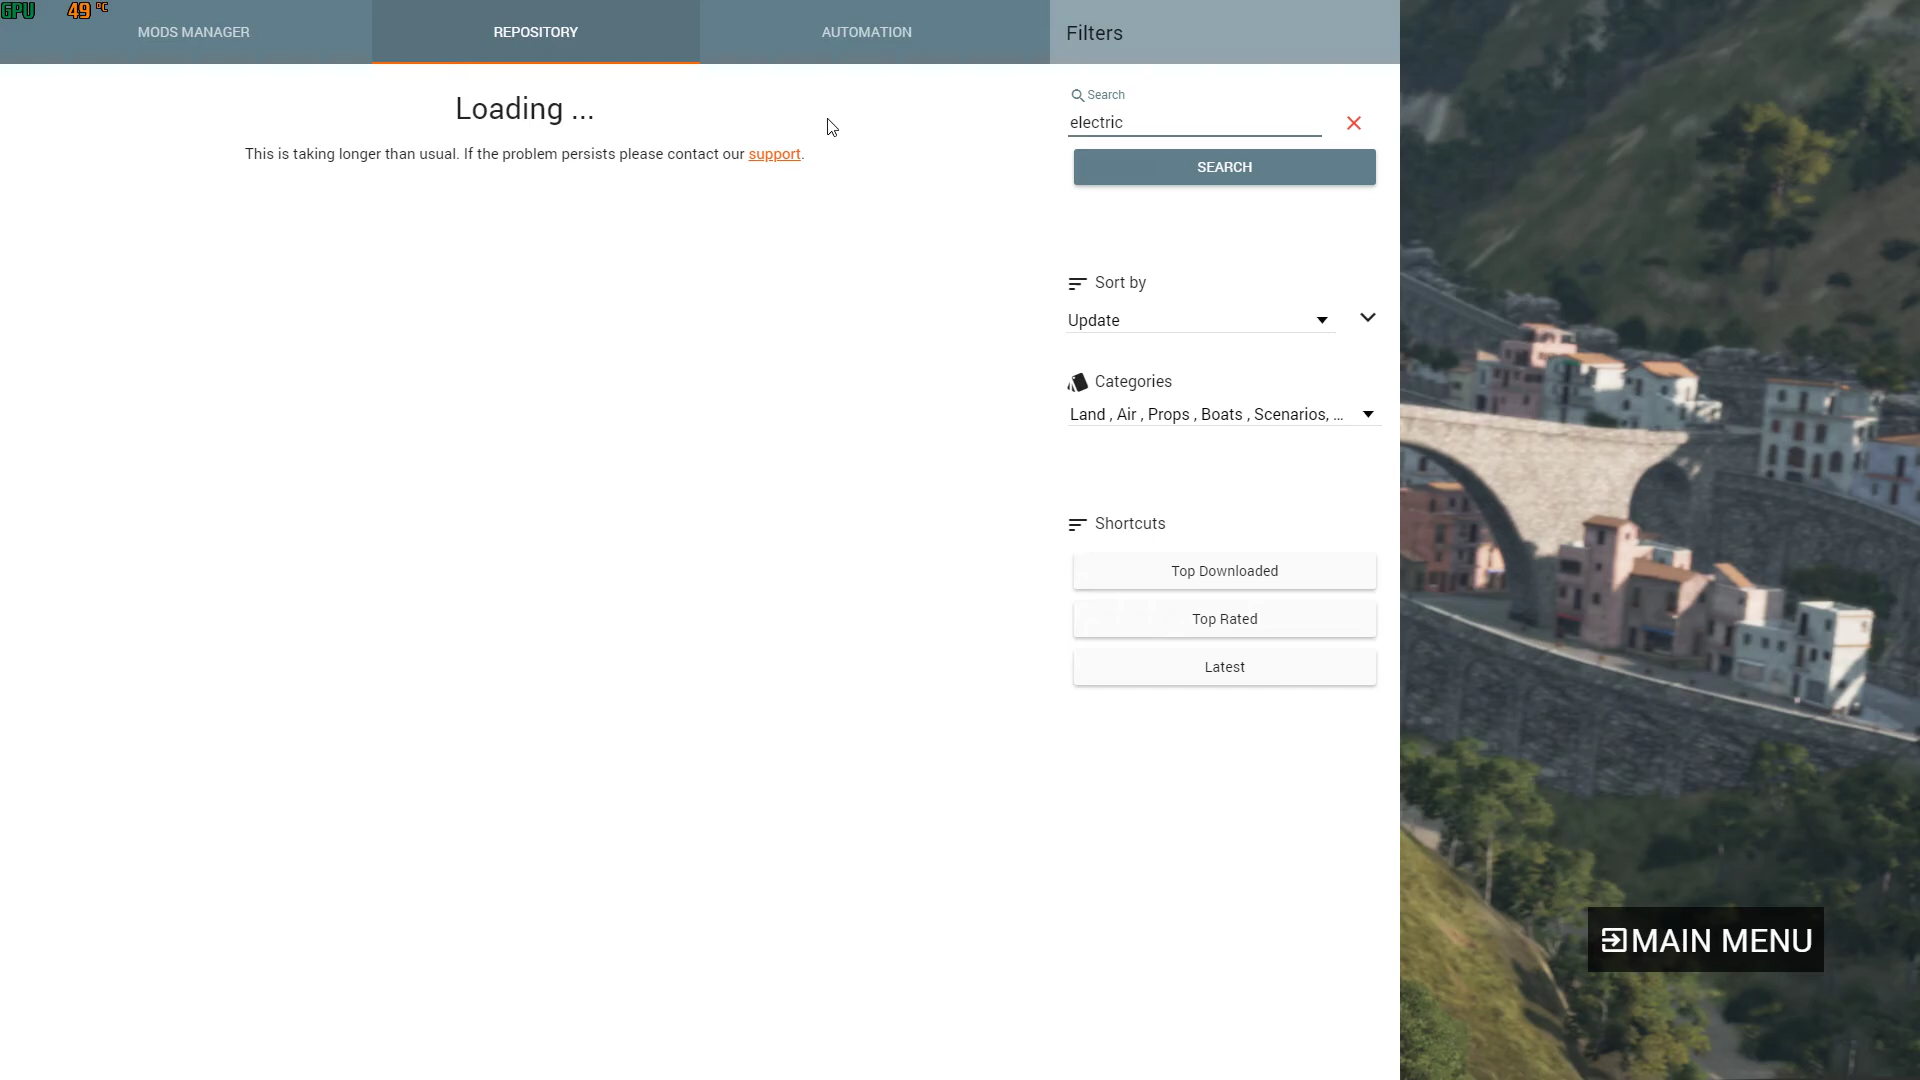 GPU 49 °C
MODS MANAGER
REPOSITORY
AUTOMATION
Filters
Loading ...
This is taking longer than usual. If the problem persists please contact our support.
Search
electric
SEARCH
Sort by
Update
Categories
Land , Air , Props , Boats , Scenarios, ...
Shortcuts
Top Downloaded
Top Rated
Latest
MAIN MENU